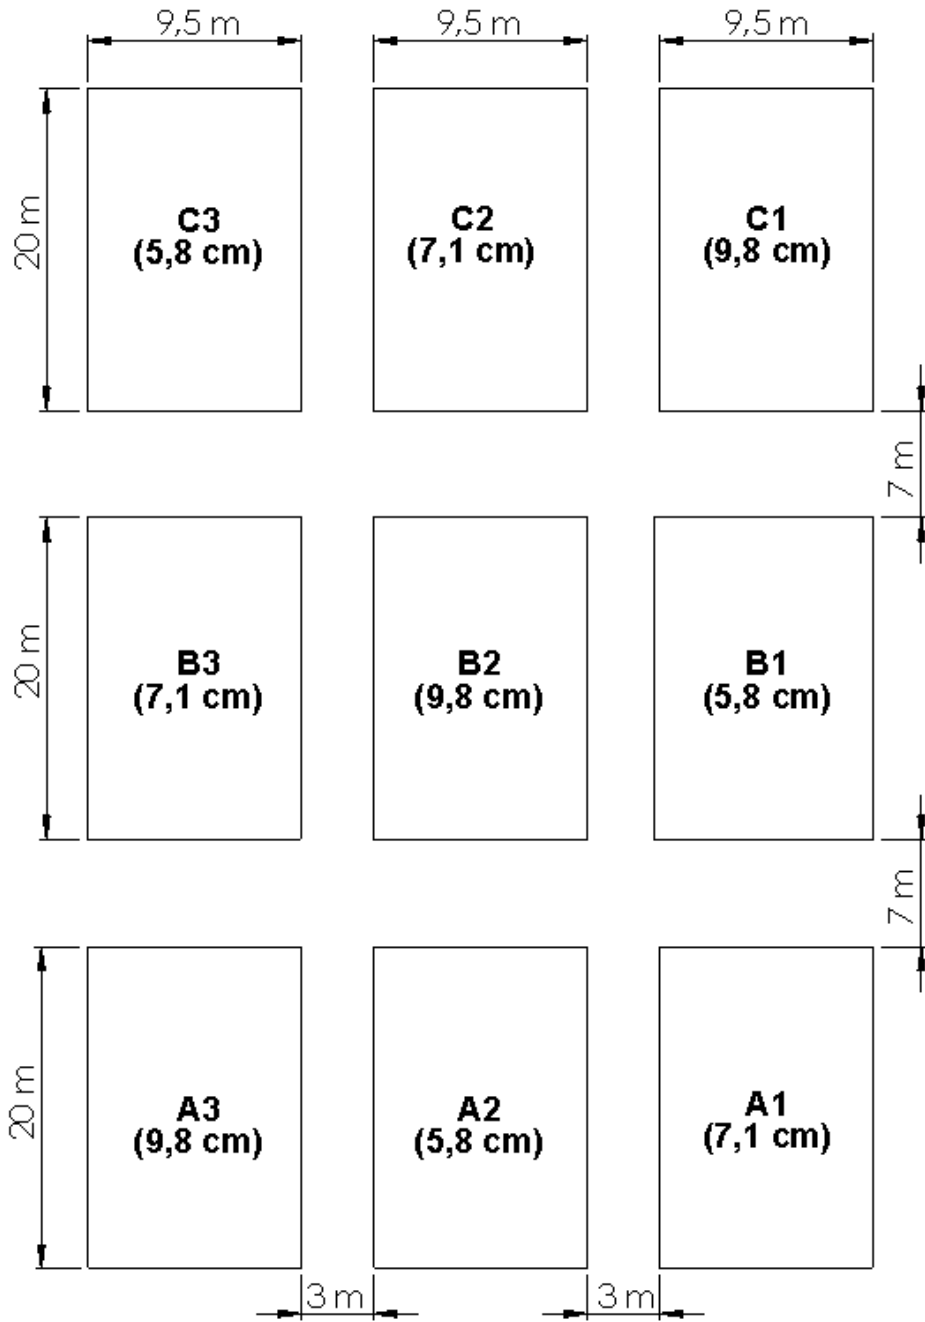 9,5 m
9,5 m
9,5 m
20 m
C3
(5,8 cm)
C2
(7,1 cm)
C1
(9,8 cm)
7 m
20 m
B3
(7,1 cm)
B2
(9,8 cm)
B1
(5,8 cm)
7 m
20 m
A3
(9,8 cm)
A2
(5,8 cm)
A1
(7,1 cm)
3 m
3 m